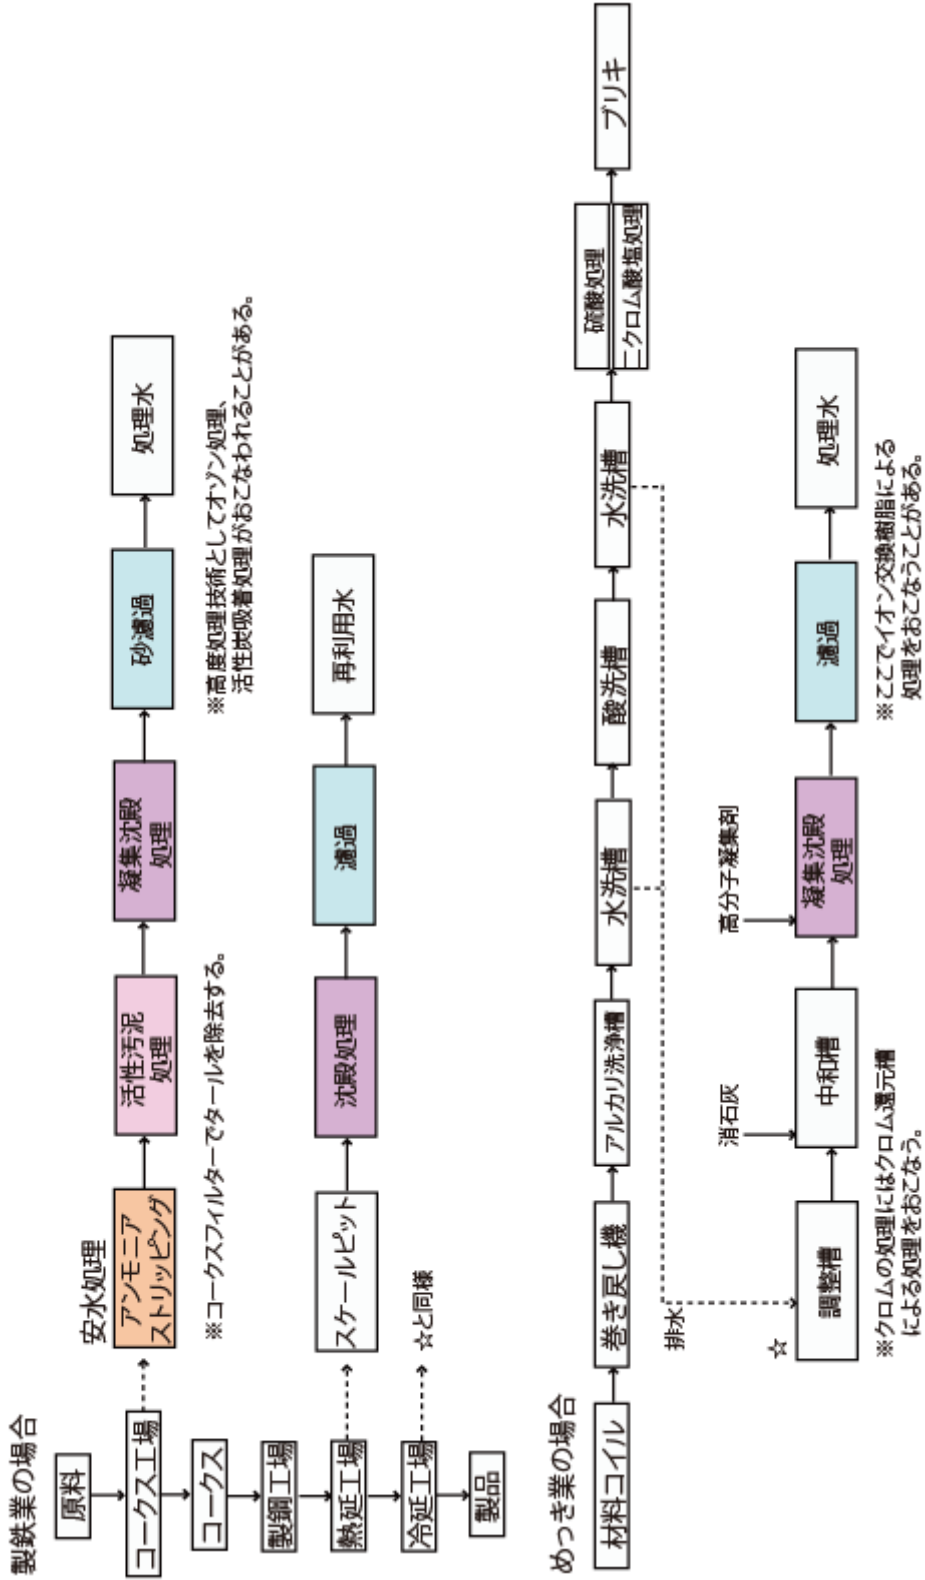 製鉄業の場合
原料
コークス工場
コークス
製鋼工場
熱延工場
冷延工場
製品
安水処理
アンモニア
ストリッピング
活性汚泥
処理
凝集沈殿
処理
砂濾過
処理水
※コークスフィルターでタールを除去する。
※高度処理技術としてオゾン処理、
活性炭吸着処理がおこなわれることがある。
スケールピット
沈殿処理
濾過
再利用水
☆と同様
めっき業の場合
材料コイル
巻き戻し機
アルカリ洗浄槽
水洗槽
酸洗槽
水洗槽
硫酸処理
二クロム酸塩処理
ブリキ
排水
☆
調整槽
消石灰
中和槽
高分子凝集剤
凝集沈殿
処理
濾過
処理水
※クロムの処理にはクロム還元槽
による処理をおこなう。
※ここでイオン交換樹脂による
処理をおこなうことがある。